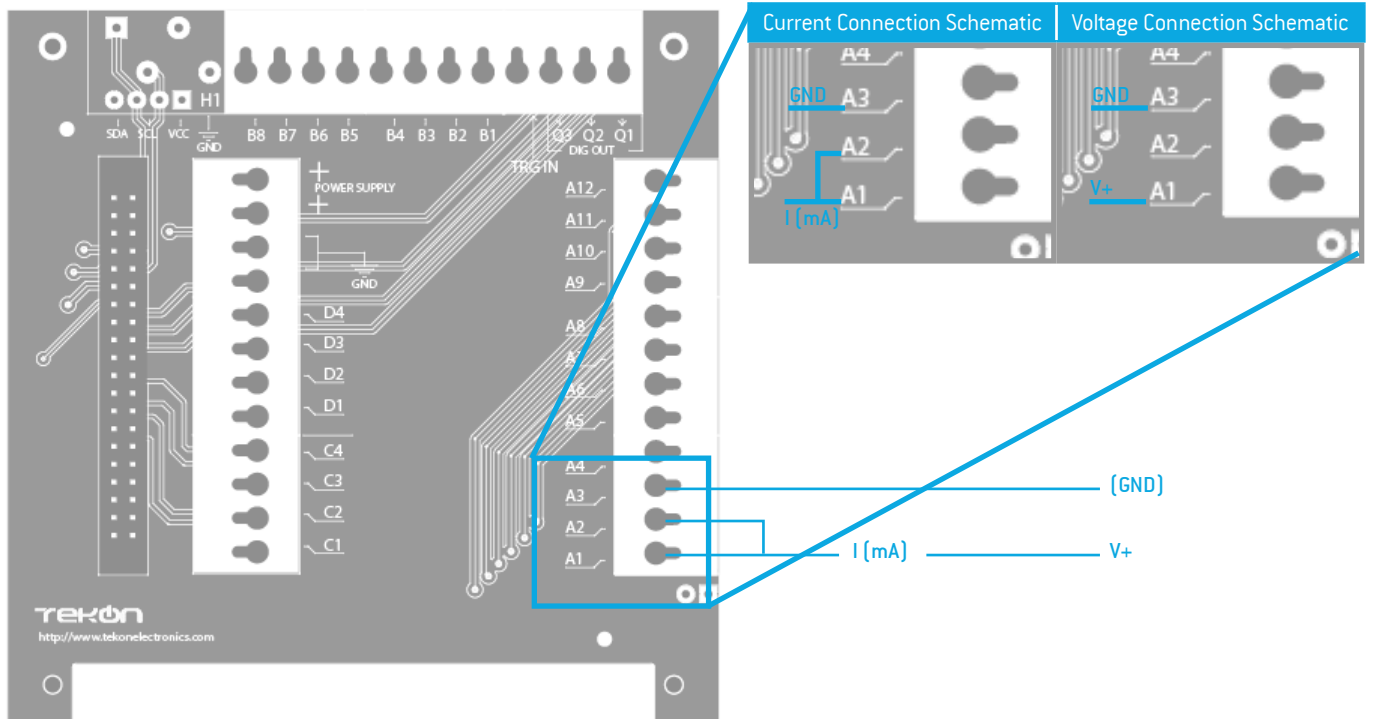 Current Connection Schematic
Voltage Connection Schematic
A4
GND A3
A2
A1
I (mA)
A4
GND A3
A2
V+ A1
H1
SDA SCL VCC GND B8 B7 B6 B5 B4 B3 B2 B1 Q3 Q2 Q1
DIG OUT
TRG IN
POWER SUPPLY
GND
D4
D3
D2
D1
C4
C3
C2
C1
A12
A11
A10
A9
A8
A7
A6
A5
A4
A3
A2
A1
(GND)
I (mA)
V+
TEKON
http://www.tekonelectronics.com